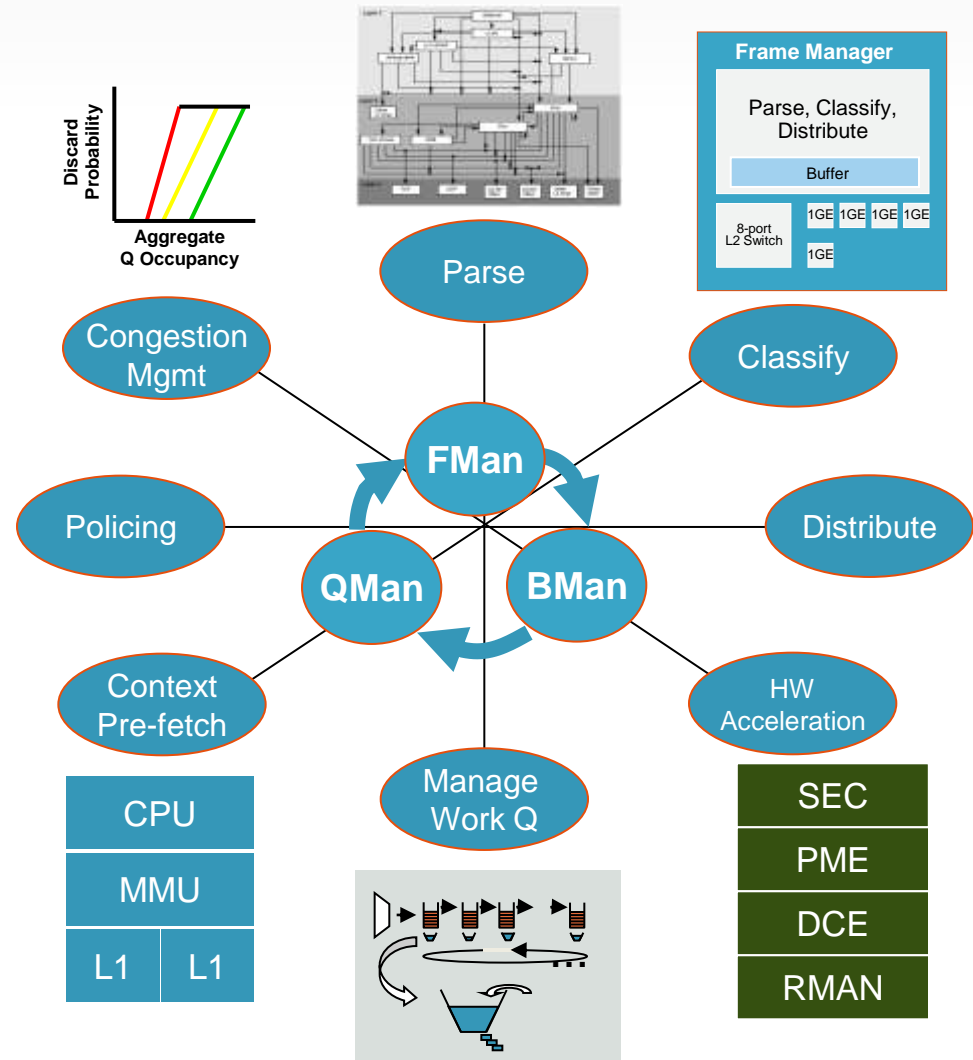 Frame Manager
Parse, Classify,
Distribute
Buffer
8-port
L2 Switch
1GE 1GE 1GE 1GE
1GE
Discard
Probability
Aggregate
Q Occupancy
Parse
Congestion
Mgmt
Classify
FMan
Policing
Distribute
QMan
BMan
Context
Pre-fetch
HW
Acceleration
Manage
Work Q
CPU
MMU
L1 L1
SEC
PME
DCE
RMAN